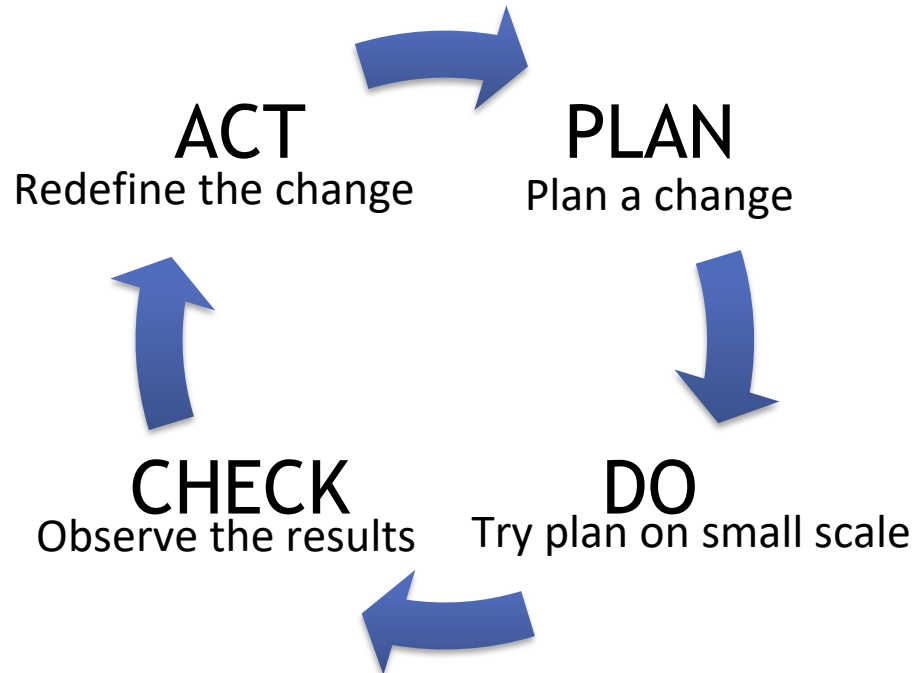 ACT
Redefine the change
PLAN
Plan a change
CHECK
Observe the results
DO
Try plan on small scale